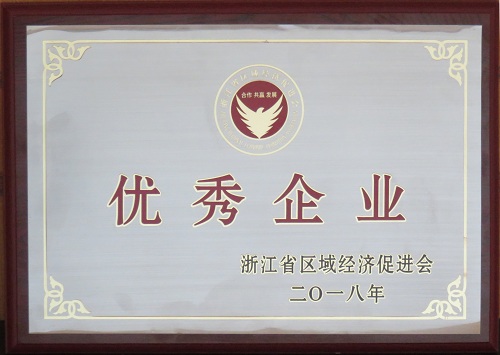 合作 共赢 发展
优秀企业
浙江省区域经济促进会
二O一八年